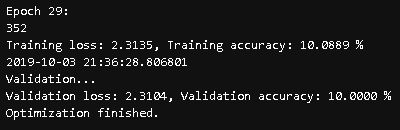 Epoch 29:
352
Training loss: 2.3135, Training accuracy: 10.0889 %
2019-10-03 21:36:28.806801
Validation...
Validation loss: 2.3104, Validation accuracy: 10.0000 %
Optimization finished.